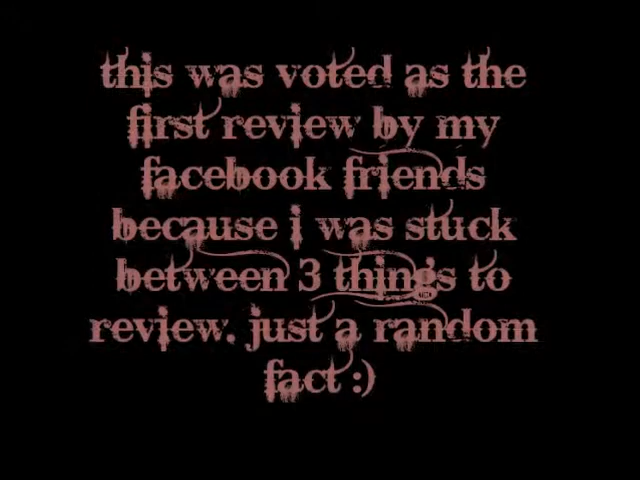 this was voted as the
first review by my
facebook friends
because i was stuck
between 3 things to
review. just a random
fact :)